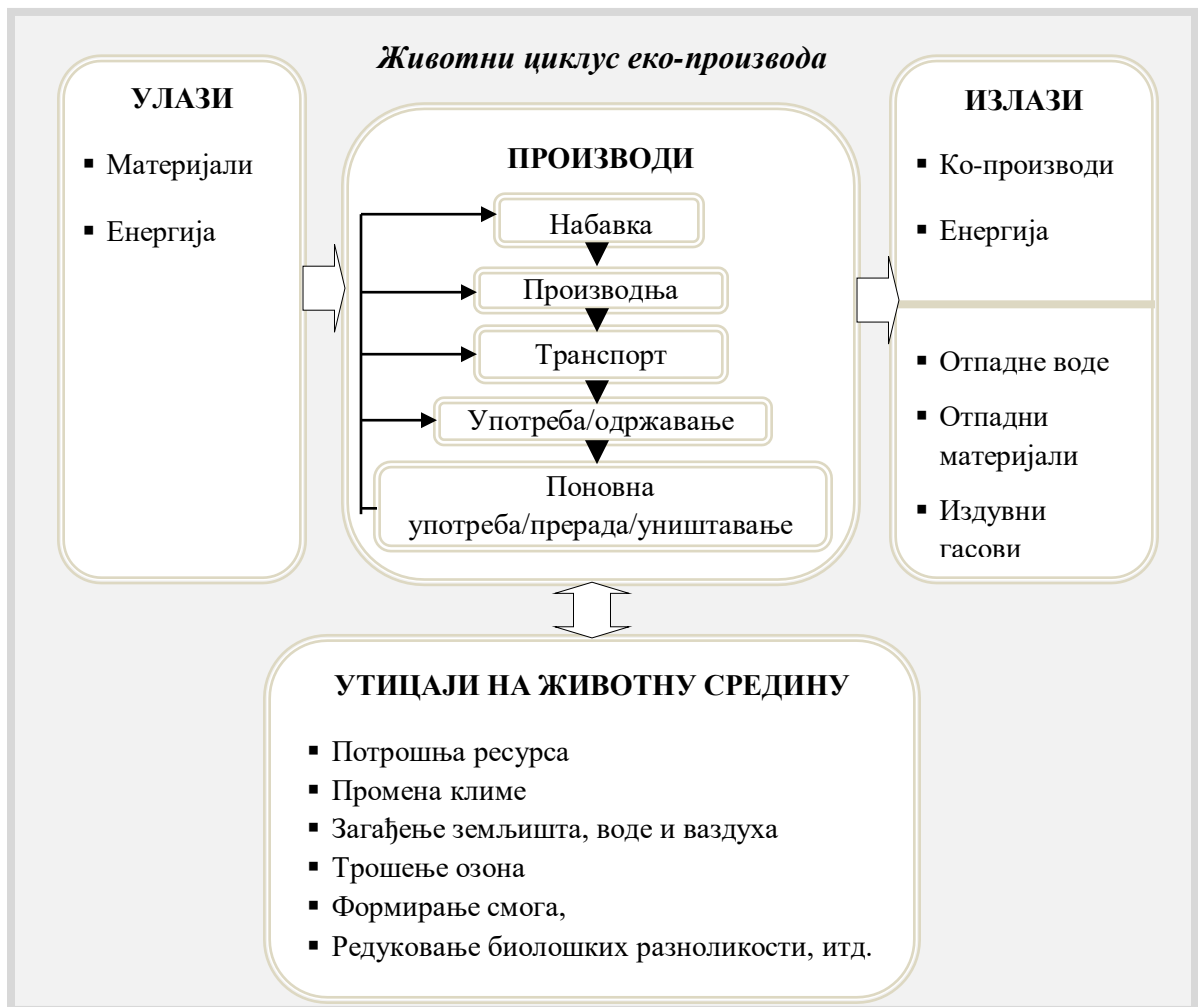 Животни циклус еко-производа
УЛАЗИ
▪ Материјали
▪ Енергија
ПРОИЗВОДИ
Набавка
Производња
Транспорт
Употреба/одржавање
Поновна
употреба/прерада/уништавање
ИЗЛАЗИ
▪ Ко-производи
▪ Енергија
▪ Отпадне воде
▪ Отпадни
материјали
▪ Издувни
гасови
УТИЦАЈИ НА ЖИВОТНУ СРЕДИНУ
▪ Потрошња ресурса
▪ Промена климе
▪ Загађење земљишта, воде и ваздуха
▪ Трошење озона
▪ Формирање смога,
▪ Редуковање биолошких разноликости, итд.